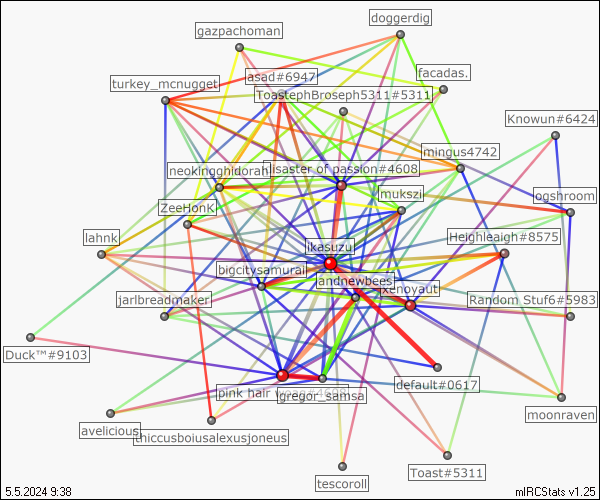 doggerdig
gazpachoman
asad#6947
facadas.
turkey_mcnugget
ToastephBroseph5311#5311
Knowun#6424
mingus4742
neokingghidorah
disaster of passion#4608
mukszi
ogshroom
ZeeHonk
lahnk
ikasuzu
Heighleaigh#8575
bigcitysamurai
andnewbees
xenoyaut
jarlbreadmaker
Random Stuf6#5983
Duck™#9103
default#0617
pink hair
gregor_samsa
moonraven
avelicious
thiccusboiusalexusjoneus
Toast#5311
tescoroll
5.5.2024 9:38
mIRCStats v1.25